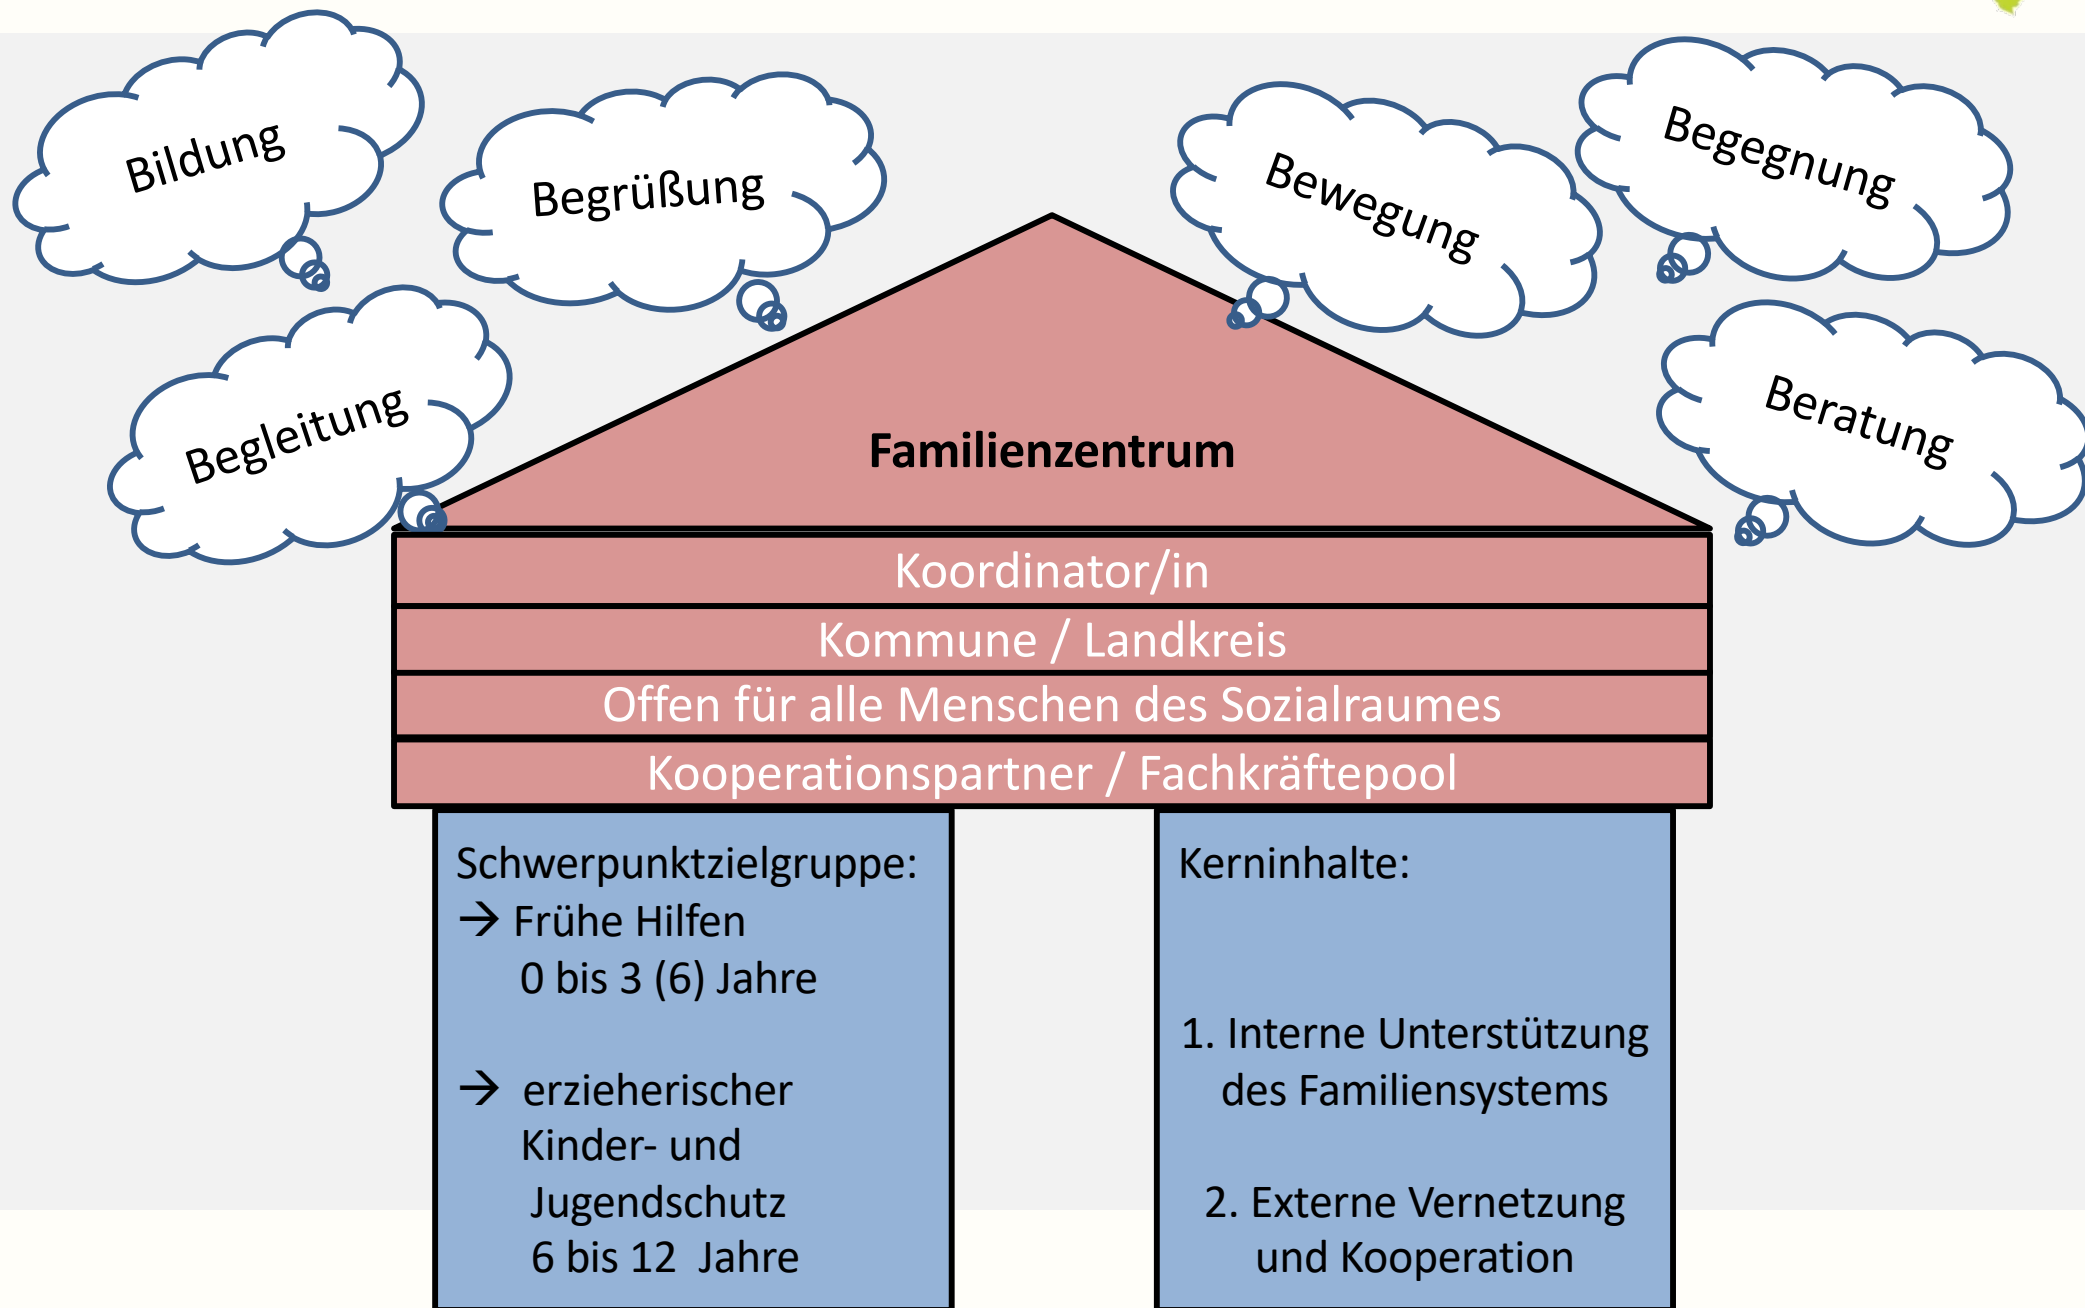 Bildung
Begrüßung
Bewegung
Begegnung
Begleitung
Beratung
Familienzentrum
Koordinator/in
Kommune / Landkreis
Offen für alle Menschen des Sozialraumes
Kooperationspartner / Fachkräftepool
Schwerpunktzielgruppe:
→ Frühe Hilfen
0 bis 3 (6) Jahre
→ erzieherischer
Kinder- und
Jugendschutz
6 bis 12 Jahre
Kerninhalte:
1. Interne Unterstützung
des Familiensystems
2. Externe Vernetzung
und Kooperation